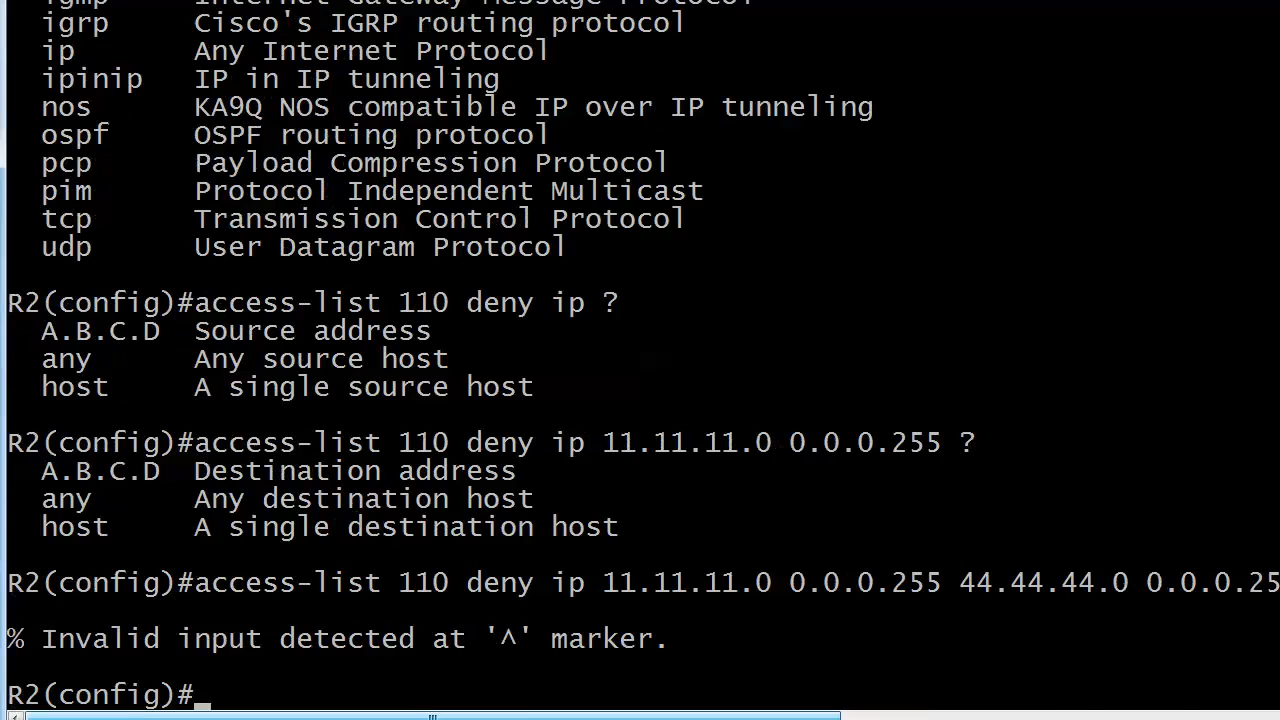 igmp      Internet Gateway Message Protocol
igrp      Cisco's IGRP routing protocol
ip        Any Internet Protocol
ipinip    IP in IP tunneling
nos       KA9Q NOS compatible IP over IP tunneling
ospf      OSPF routing protocol
pcp       Payload Compression Protocol
pim       Protocol Independent Multicast
tcp       Transmission Control Protocol
udp       User Datagram Protocol
R2(config)#access-list 110 deny ip ?
A.B.C.D  Source address
any      Any source host
host     A single source host
R2(config)#access-list 110 deny ip 11.11.11.0 0.0.0.255 ?
A.B.C.D  Destination address
any      Any destination host
host     A single destination host
R2(config)#access-list 110 deny ip 11.11.11.0 0.0.0.255 44.44.44.0 0.0.0.25
% Invalid input detected at '^' marker.
R2(config)#_